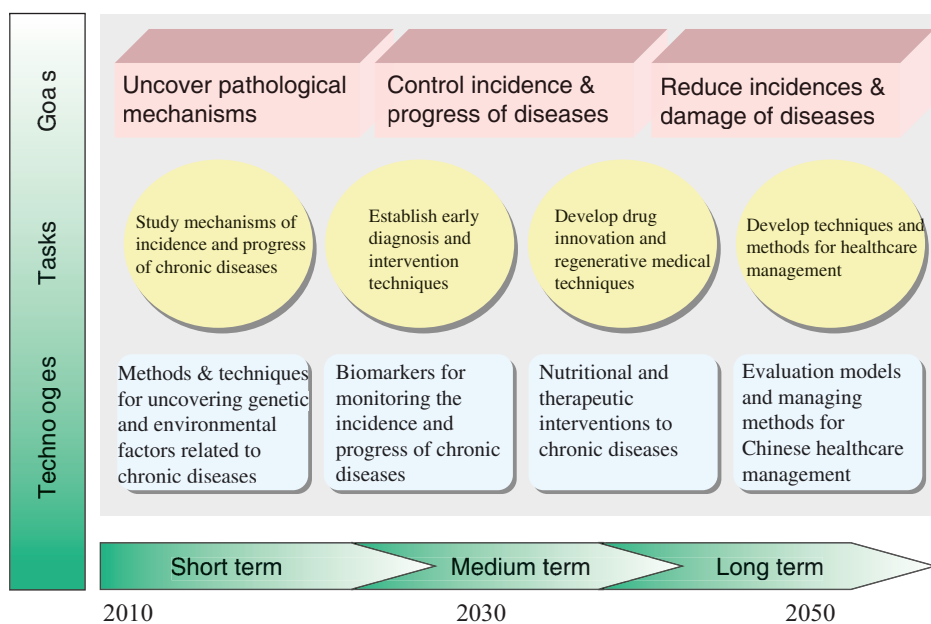 Goa s
Uncover pathological
mechanisms
Control incidence &
progress of diseases
Reduce incidences &
damage of diseases
Tasks
Study mechanisms of
incidence and progress
of chronic diseases
Establish early
diagnosis and
intervention
techniques
Develop drug
innovation and
regenerative medical
techniques
Develop techniques and
methods for healthcare
management
Techno og es
Methods & techniques
for uncovering genetic
and environmental
factors related to
chronic diseases
Biomarkers for
monitoring the
incidence and
progress of chronic
diseases
Nutritional and
therapeutic
interventions to
chronic diseases
Evaluation models
and managing
methods for
Chinese healthcare
management
Short term
Medium term
Long term
2010
2030
2050